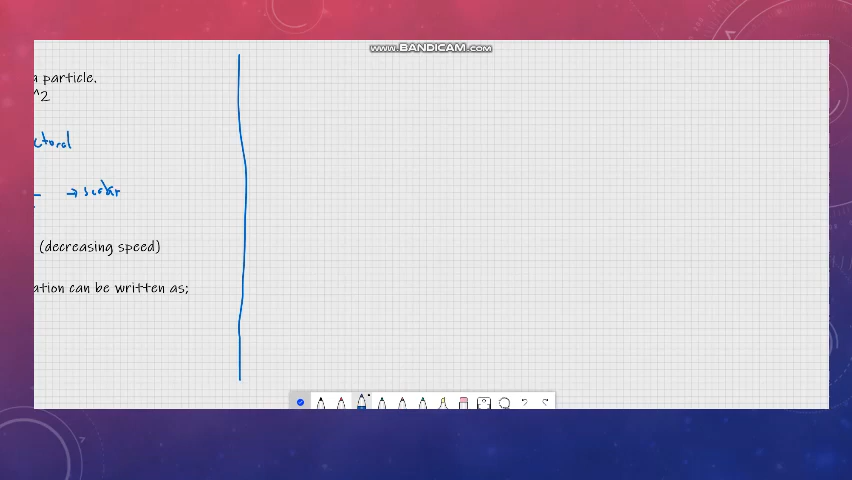 www.BANDICAM.com
a particle.
^2
ctoral
→ scalar
(decreasing speed)
ation can be written as;